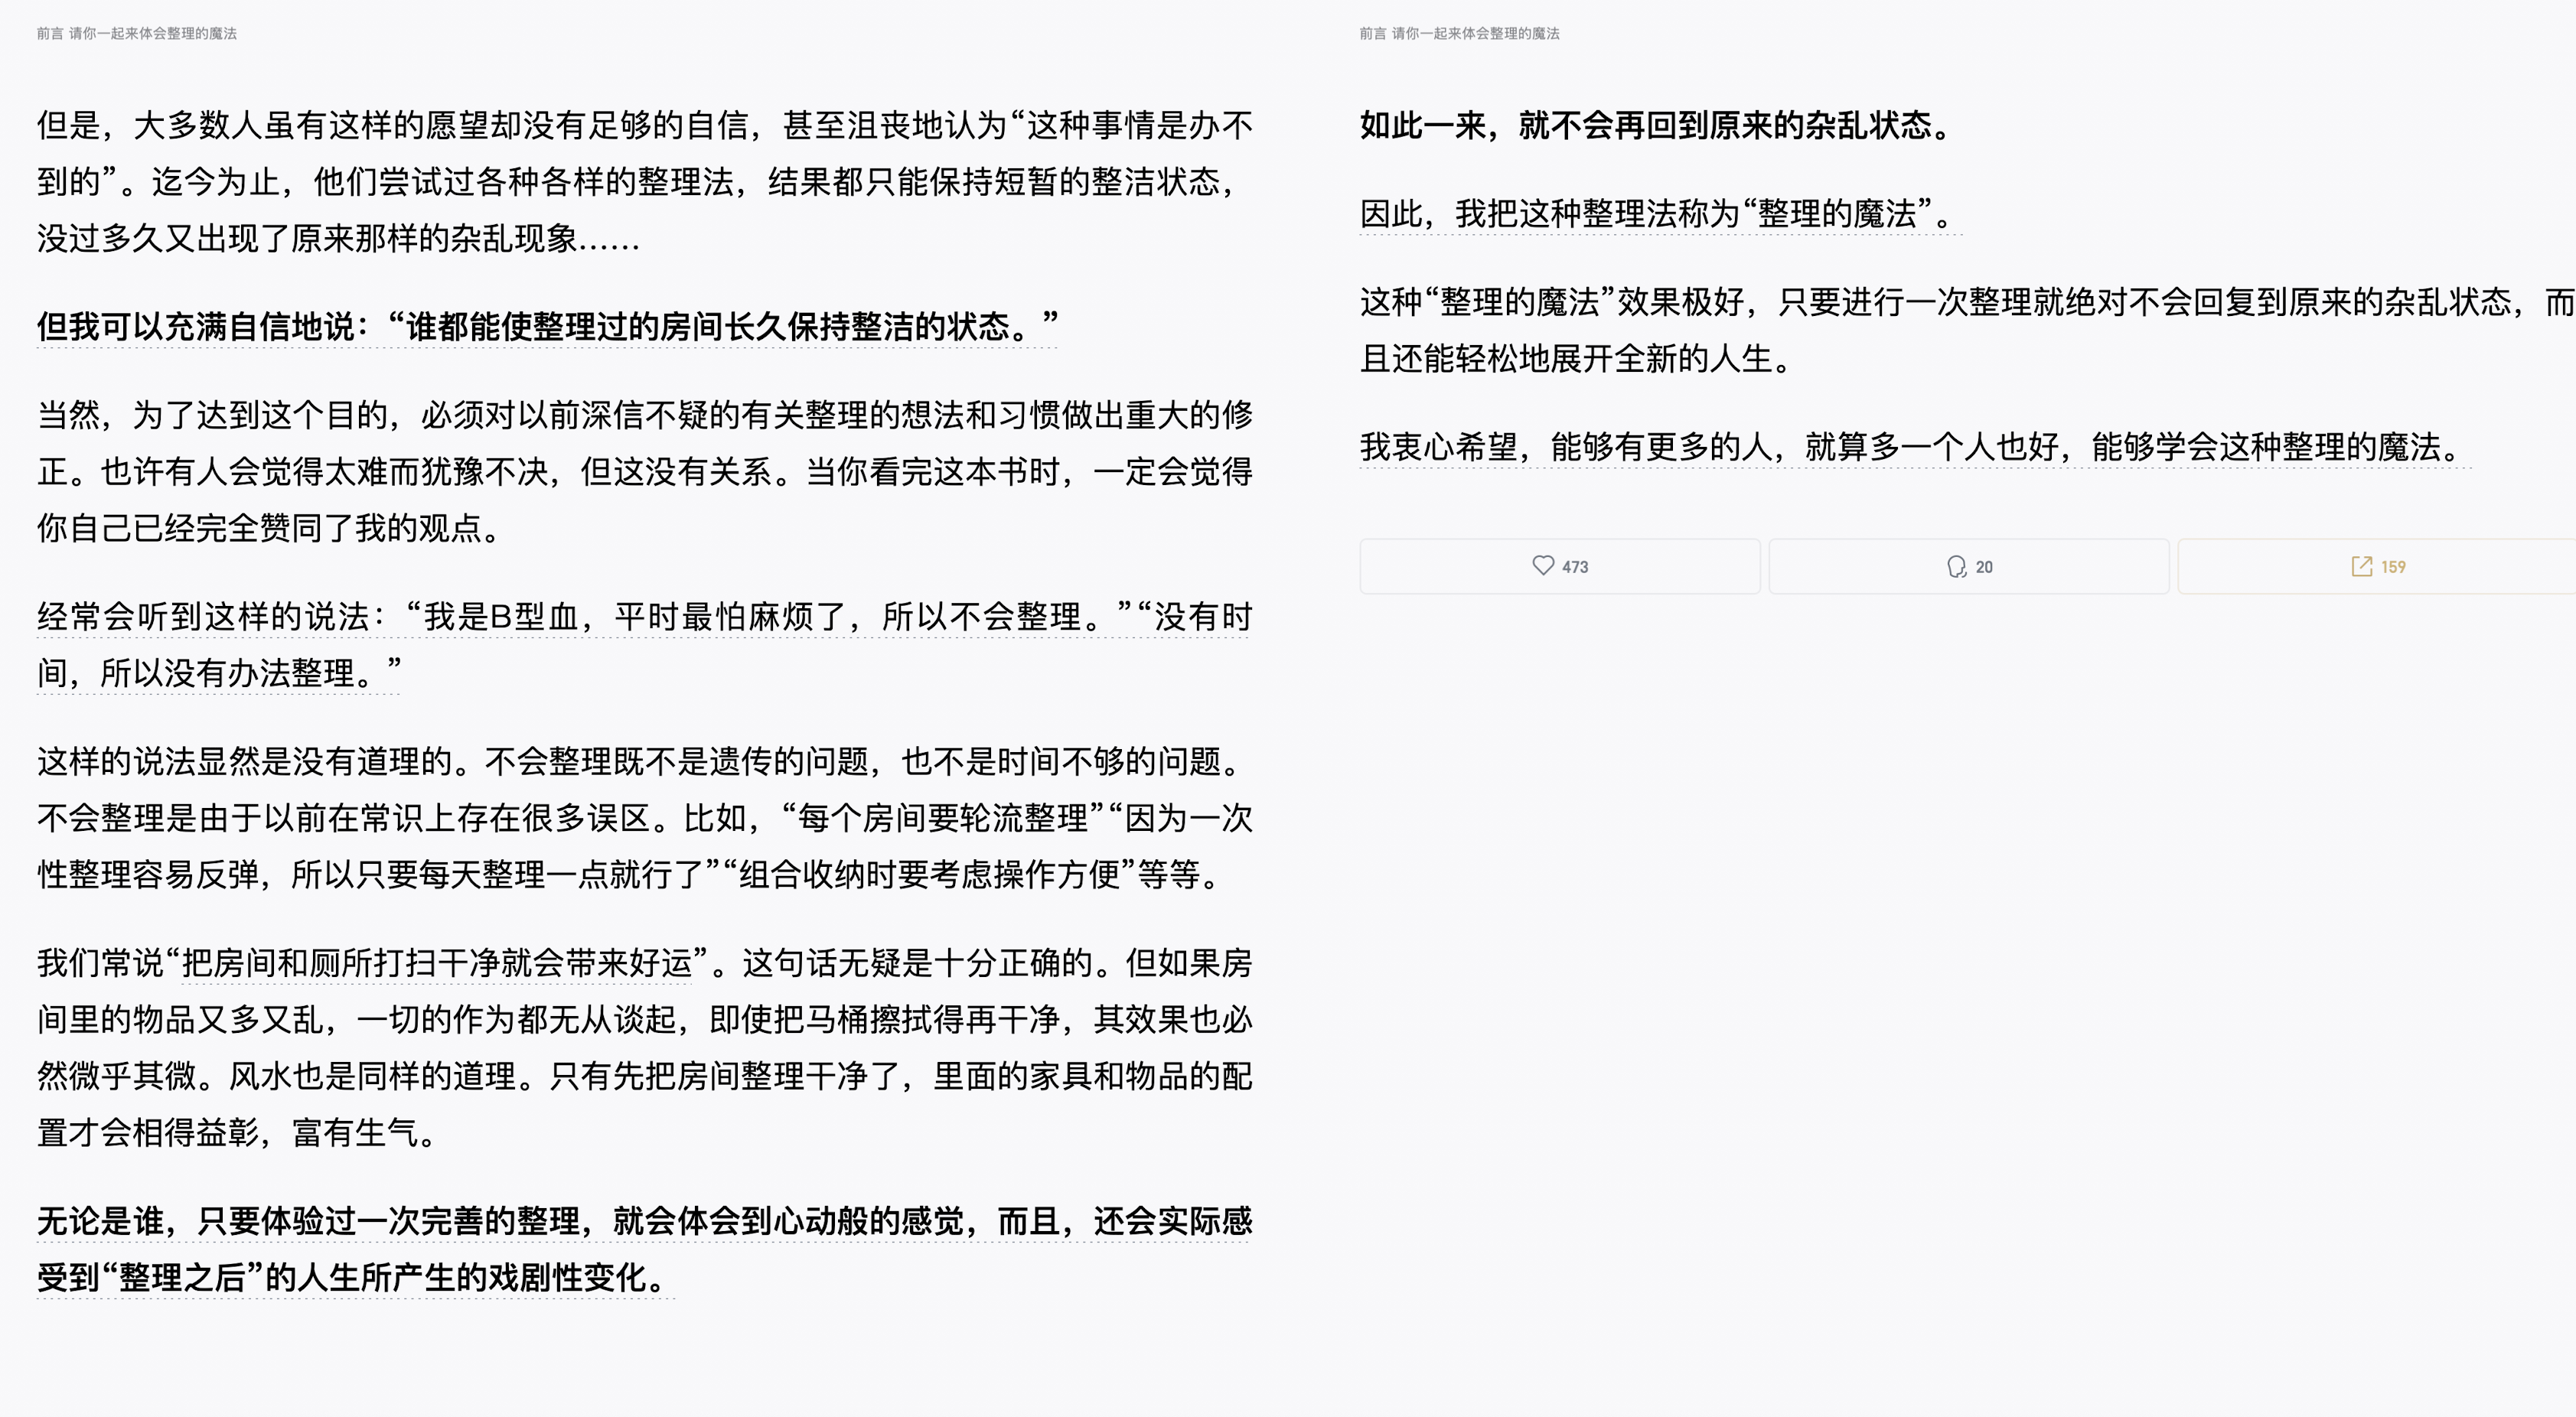 前言 请你一起来体会整理的魔法
但是，大多数人虽有这样的愿望却没有足够的自信，甚至沮丧地认为“这种事情是办不
到的”。迄今为止，他们尝试过各种各样的整理法，结果都只能保持短暂的整洁状态，
没过多久又出现了原来那样的杂乱现象……
但我可以充满自信地说：“谁都能使整理过的房间长久保持整洁的状态。”
当然，为了达到这个目的，必须对以前深信不疑的有关整理的想法和习惯做出重大的修
正。也许有人会觉得太难而犹豫不决，但这没有关系。当你看完这本书时，一定会觉得
你自己已经完全赞同了我的观点。
经常会听到这样的说法：“我是B型血，平时最怕麻烦了，所以不会整理。”“没有时
间，所以没有办法整理。”
这样的说法显然是没有道理的。不会整理既不是遗传的问题，也不是时间不够的问题。
不会整理是由于以前在常识上存在很多误区。比如，“每个房间要轮流整理”“因为一次
性整理容易反弹，所以只要每天整理一点就行了”“组合收纳时要考虑操作方便”等等。
我们常说“把房间和厕所打扫干净就会带来好运”。这句话无疑是十分正确的。但如果房
间里的物品又多又乱，一切的作为都无从谈起，即使把马桶擦拭得再干净，其效果也必
然微乎其微。风水也是同样的道理。只有先把房间整理干净了，里面的家具和物品的配
置才会相得益彰，富有生气。
无论是谁，只要体验过一次完善的整理，就会体会到心动般的感觉，而且，还会实际感
受到“整理之后”的人生所产生的戏剧性变化。
前言 请你一起来体会整理的魔法
如此一来，就不会再回到原来的杂乱状态。
因此，我把这种整理法称为“整理的魔法”。
这种“整理的魔法”效果极好，只要进行一次整理就绝对不会回复到原来的杂乱状态，而
且还能轻松地展开全新的人生。
我衷心希望，能够有更多的人，就算多一个人也好，能够学会这种整理的魔法。
473
20
159